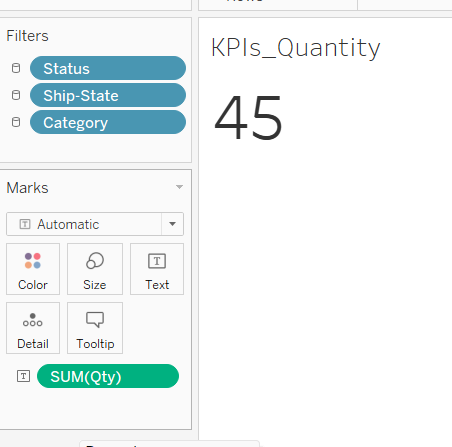 Filters
Status
Ship-State
Category
KPIs_Quantity
45
Marks
Automatic
Color
Size
Text
Detail
Tooltip
SUM(Qty)